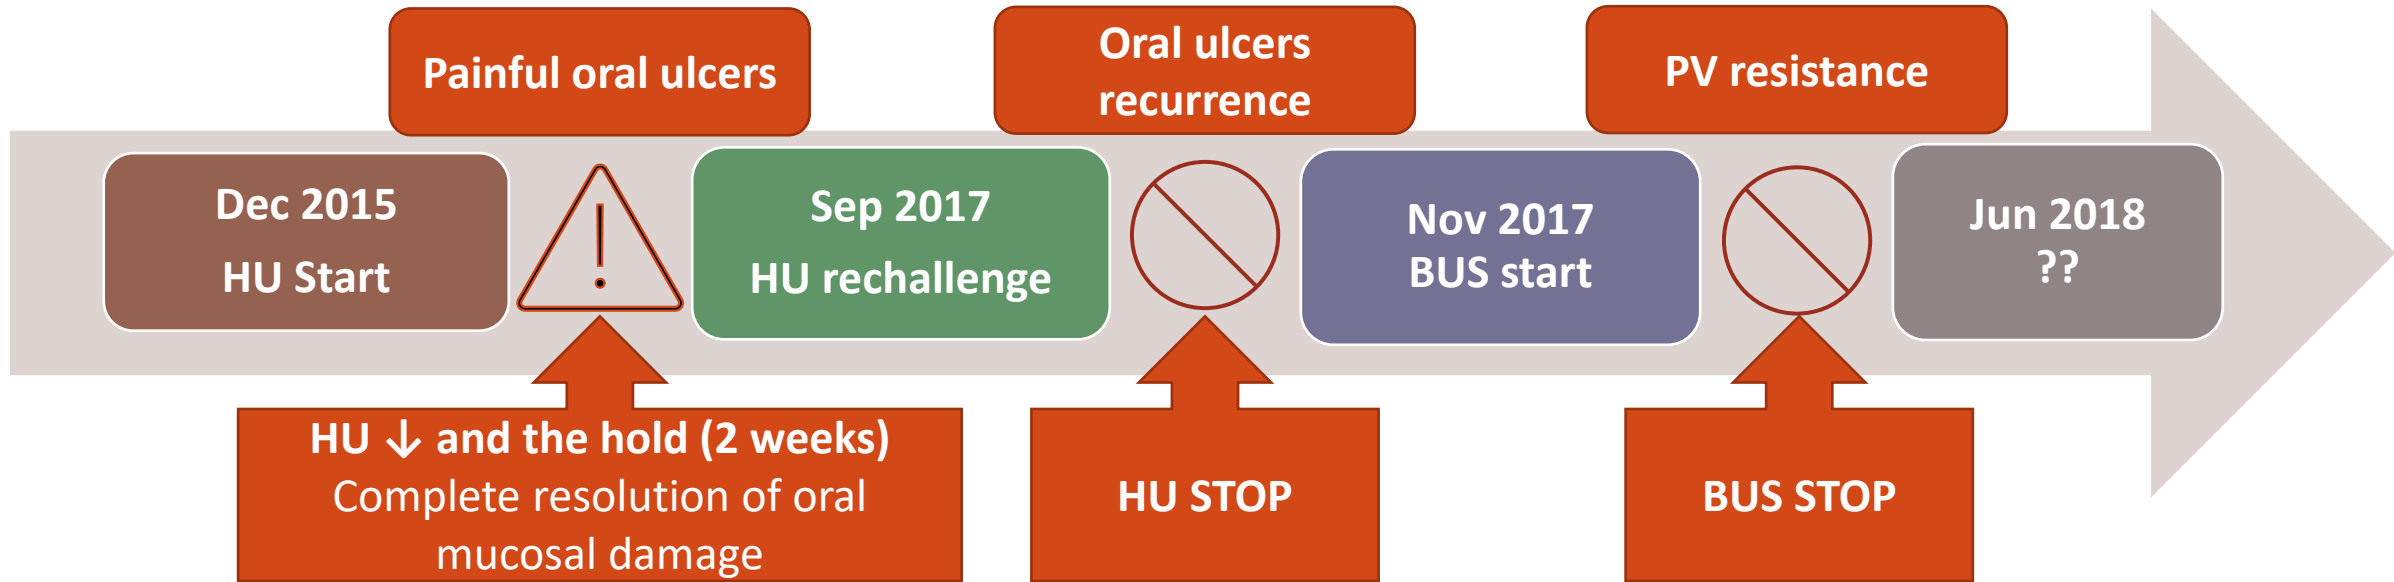 Painful oral ulcers
Oral ulcers
recurrence
PV resistance
Dec 2015
HU Start
Sep 2017
HU rechallenge
Nov 2017
BUS start
Jun 2018
??
HU ↓ and the hold (2 weeks)
Complete resolution of oral
mucosal damage
HU STOP
BUS STOP